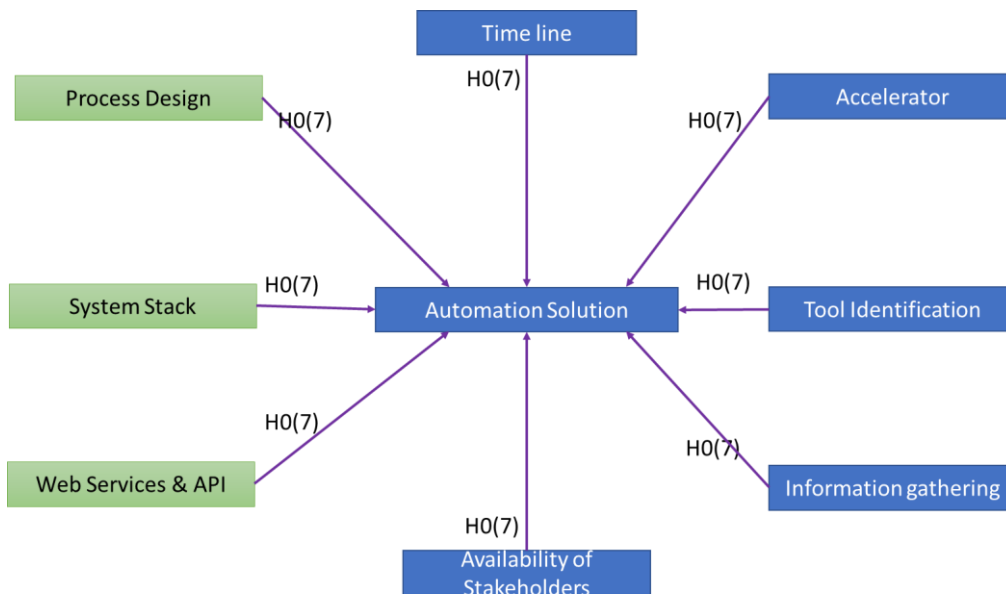 Time line
H0(7)
Process Design
H0(7)
Accelerator
H0(7)
System Stack
H0(7)
Automation Solution
H0(7)
Tool Identification
Web Services & API
H0(7)
H0(7)
Information gathering
H0(7)
Availability of
Stakeholders